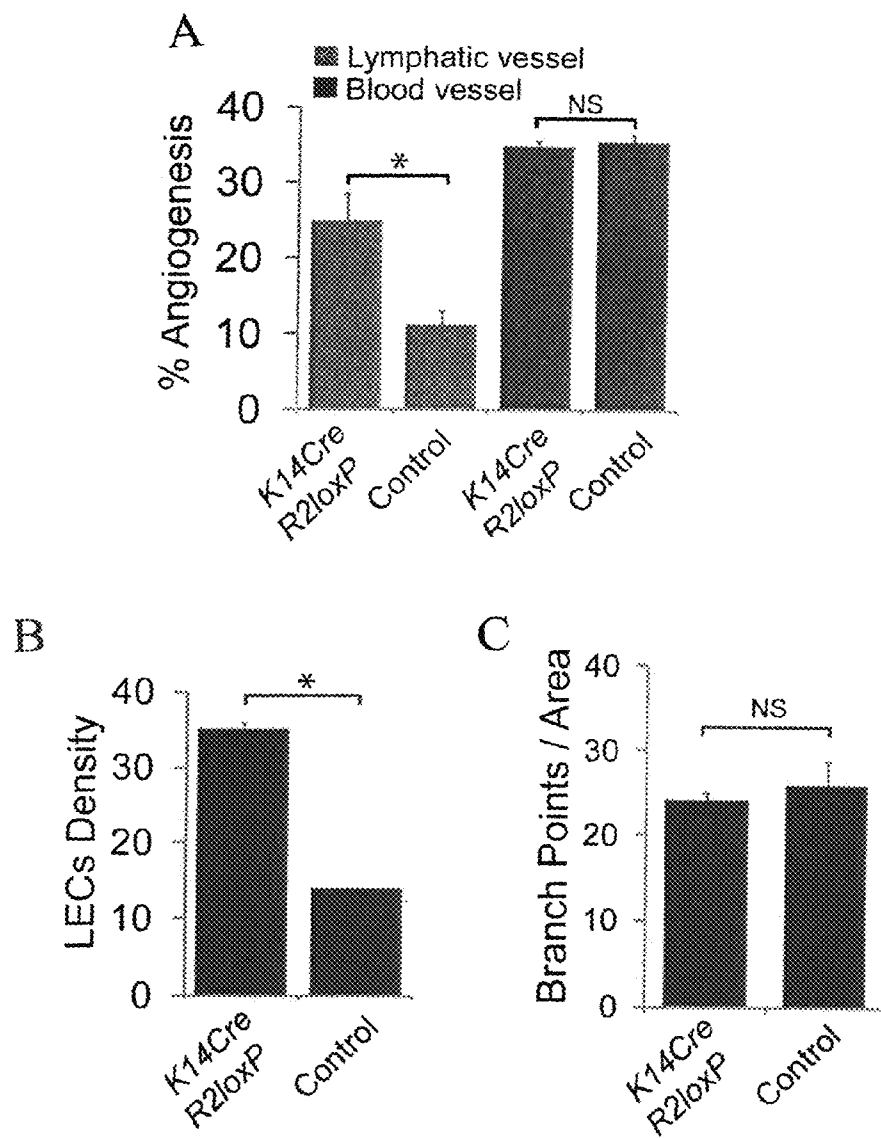 A
Lymphatic vessel
Blood vessel
% Angiogenesis
40
30
20
10
0
*
NS
K14Cre
R2loxP
Control
K14Cre
R2loxP
Control
B
LECs Density
40
30
20
10
0
*
K14Cre
R2loxP
Control
C
Branch Points / Area
40
30
20
10
0
NS
K14Cre
R2loxP
Control